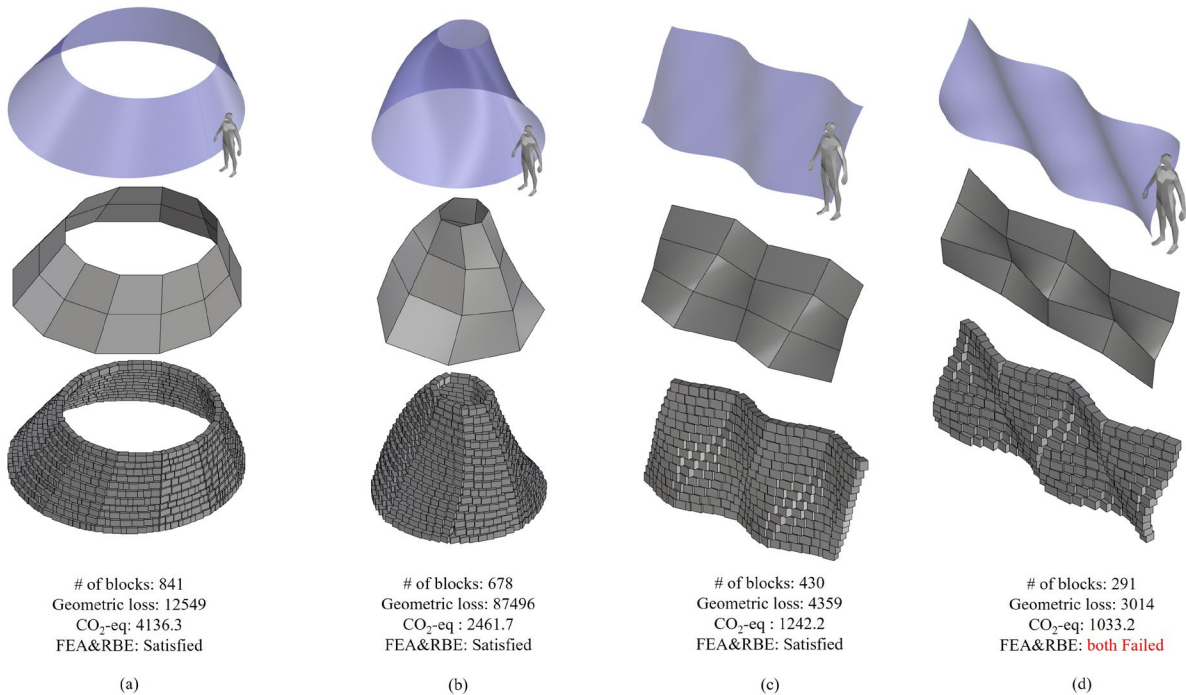 # of blocks: 841
Geometric loss: 12549
CO₂-eq: 4136.3
FEA&RBE: Satisfied
(a)
# of blocks: 678
Geometric loss: 87496
CO₂-eq : 2461.7
FEA&RBE: Satisfied
(b)
# of blocks: 430
Geometric loss: 4359
CO₂-eq : 1242.2
FEA&RBE: Satisfied
(c)
# of blocks: 291
Geometric loss: 3014
CO₂-eq: 1033.2
FEA&RBE: both Failed
(d)